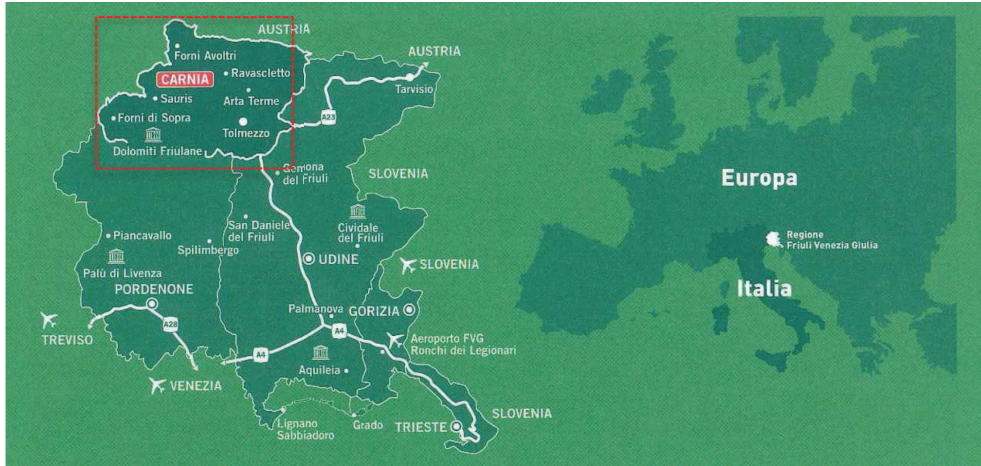 AUSTRIA
Forni Avoltri
AUSTRIA
CARNIA
Ravascletto
Tarvisio
Sauris
Arta Terme
Forni di Sopra
A23
Tolmezzo
Dolomiti Friulane
Gemona
del Friuli
SLOVENIA
San Daniele
del Friuli
Cividale
del Friuli
Piancavallo
Spilimbergo
Palù di Livenza
UDINE
SLOVENIA
PORDENONE
Palmanova
GORIZIA
TREVISO
A28
A4
A4
Aeroporto FVG
Ronchi dei Legionari
VENEZIA
Aquileia
Lignano
Sabbiadoro
Grado
TRIESTE
SLOVENIA
Europa
Regione
Friuli Venezia Giulia
Italia